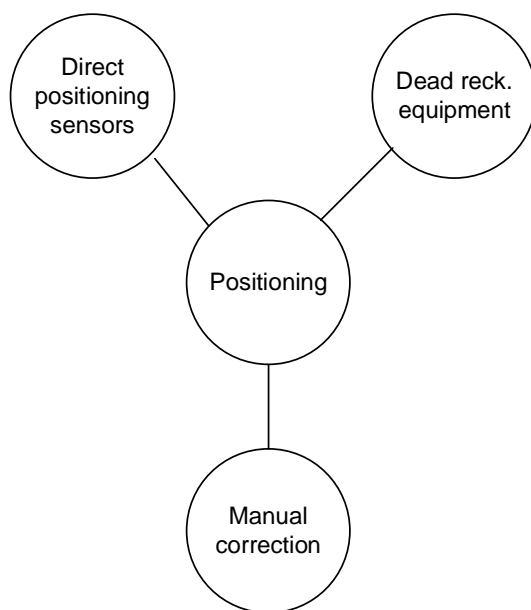 Direct
positioning
sensors
Dead reck.
equipment
Positioning
Manual
correction